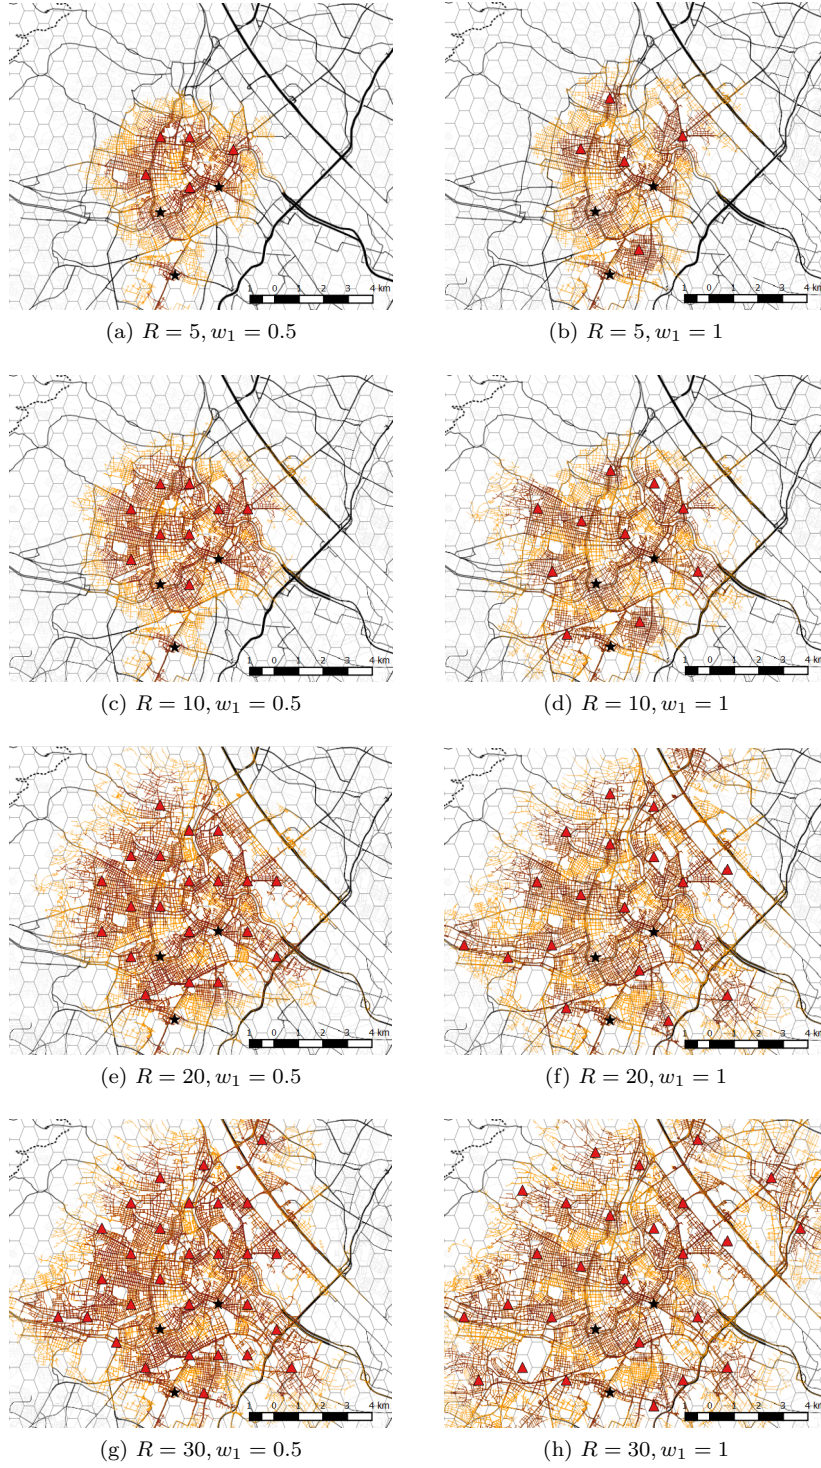 1 0 1 2 3 4 km
1 0 1 2 3 4 km
(a) R = 5, w₁ = 0.5
(b) R = 5, w₁ = 1
1 0 1 2 3 4 km
1 0 1 2 3 4 km
(c) R = 10, w₁ = 0.5
(d) R = 10, w₁ = 1
1 0 1 2 3 4 km
1 0 1 2 3 4 km
(e) R = 20, w₁ = 0.5
(f) R = 20, w₁ = 1
1 0 1 2 3 4 km
1 0 1 2 3 4 km
(g) R = 30, w₁ = 0.5
(h) R = 30, w₁ = 1